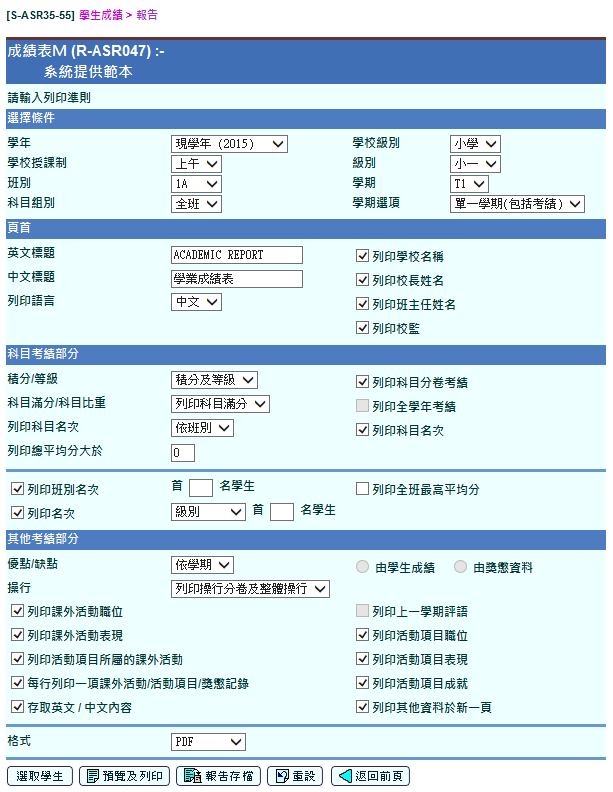 [S-ASR35-55] 學生成績 > 報告
成績表M (R-ASR047) :-
系統提供範本
請輸入列印準則
選擇條件
學年 現學年 (2015) 學校級別 小學
學校授課制 上午 級別 小一
班別 1A 學期 T1
科目組別 全班 學期選項 單一學期(包括考績)
頁首
英文標題 ACADEMIC REPORT 列印學校名稱
中文標題 學業成績表 列印校長姓名
列印語言 中文 列印班主任姓名
列印校監
科目考績部分
積分/等級 積分及等級 列印科目分卷考績
科目滿分/科目比重 列印科目滿分 列印全學年考績
列印科目名次 依班別 列印科目名次
列印總平均分大於 0
列印班別名次 首 名學生 列印全班最高平均分
列印名次 級別 首 名學生
其他考績部分
優點/缺點 依學期 由學生成績 由獎懲資料
操行 列印操行分卷及整體操行
列印課外活動職位 列印上一學期評語
列印課外活動表現 列印活動項目職位
列印活動項目所屬的課外活動 列印活動項目表現
每行列印一項課外活動/活動項目/獎懲記錄 列印活動項目成就
存取英文 / 中文內容 列印其他資料於新一頁
格式 PDF
選取學生 預覽及列印 報告存檔 重設 返回前頁